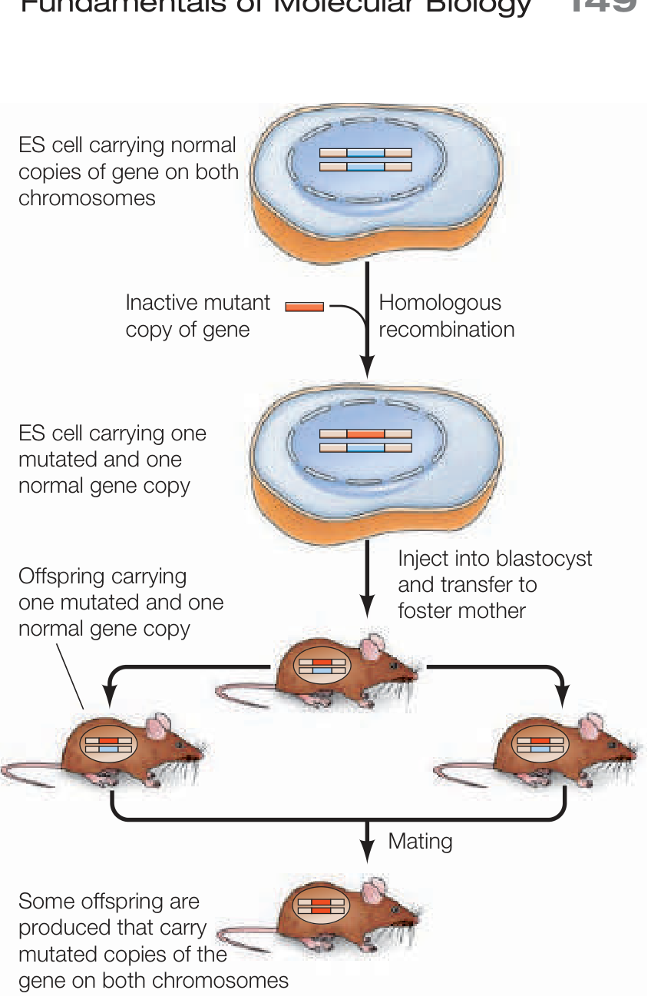 Fundamentals of Molecular Biology 149
ES cell carrying normal
copies of gene on both
chromosomes
Inactive mutant
copy of gene
Homologous
recombination
ES cell carrying one
mutated and one
normal gene copy
Inject into blastocyst
and transfer to
foster mother
Offspring carrying
one mutated and one
normal gene copy
Mating
Some offspring are
produced that carry
mutated copies of the
gene on both chromosomes